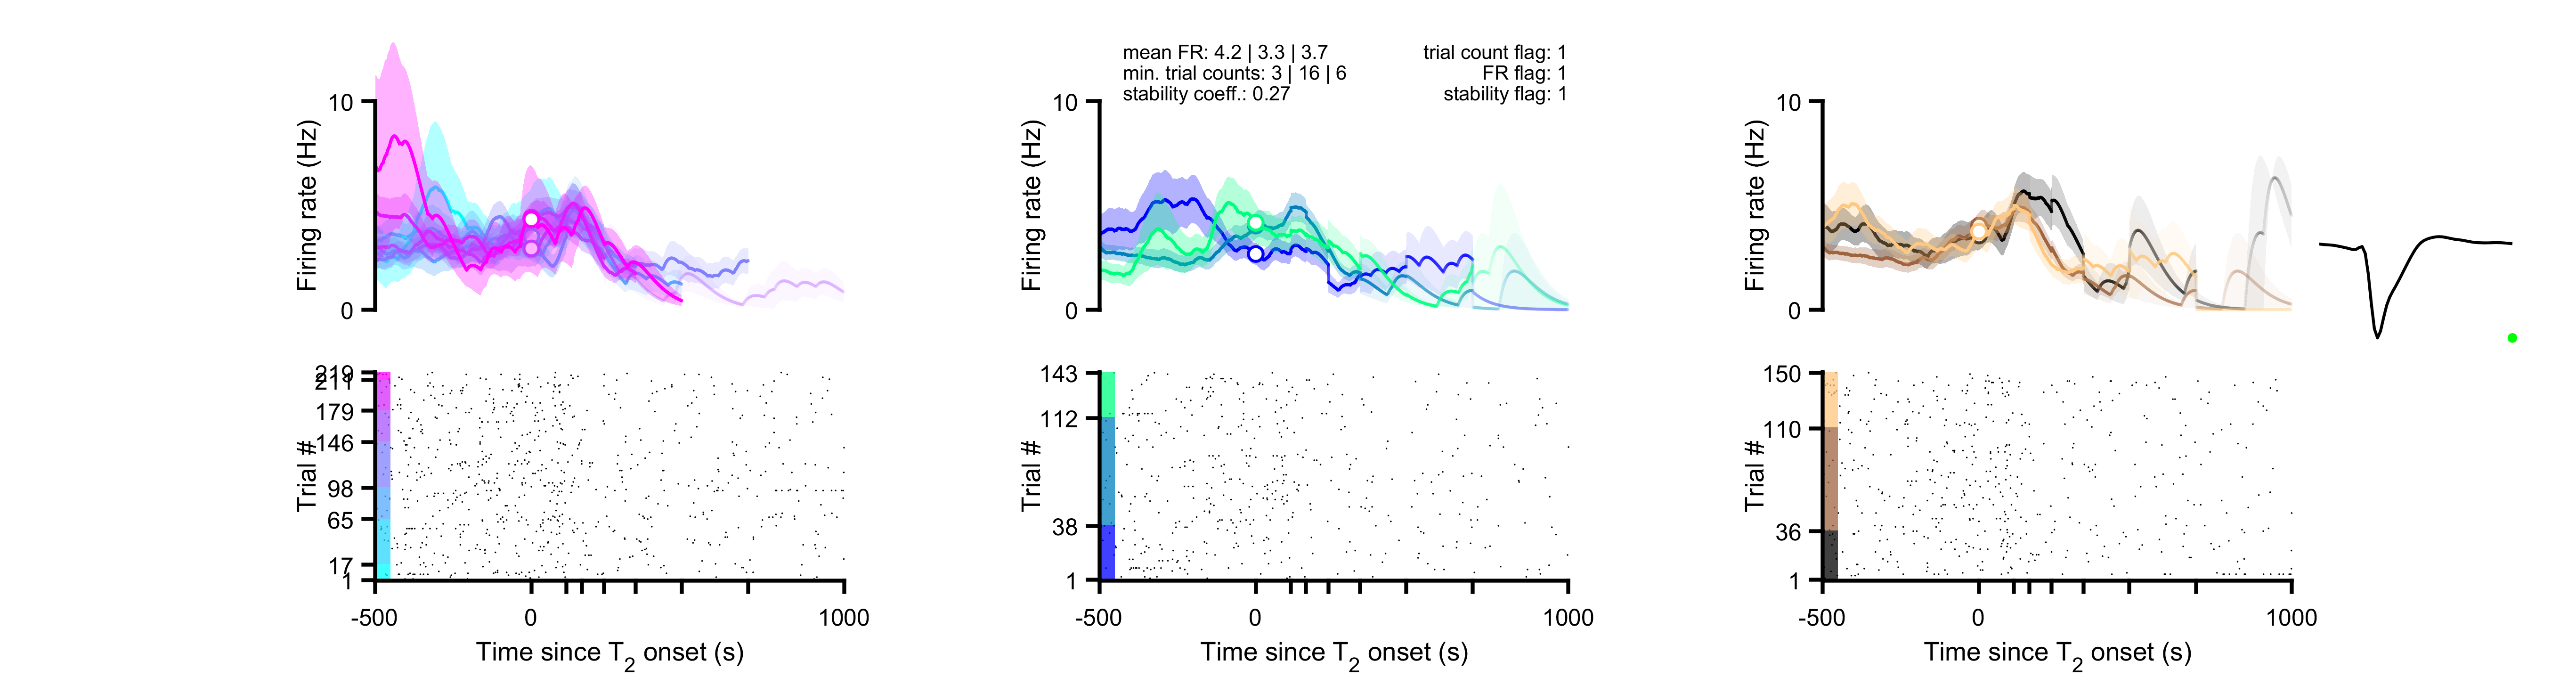 mean FR: 4.2 | 3.3 | 3.7
min. trial counts: 3 | 16 | 6
stability coeff.: 0.27
trial count flag: 1
FR flag: 1
stability flag: 1
Firing rate (Hz)
10
0
Firing rate (Hz)
10
0
Firing rate (Hz)
10
0
Trial #
219
211
179
146
98
65
17
1
-500
0
1000
Time since T2 onset (s)
Trial #
143
112
38
1
-500
0
1000
Time since T2 onset (s)
Trial #
150
110
36
1
-500
0
1000
Time since T2 onset (s)